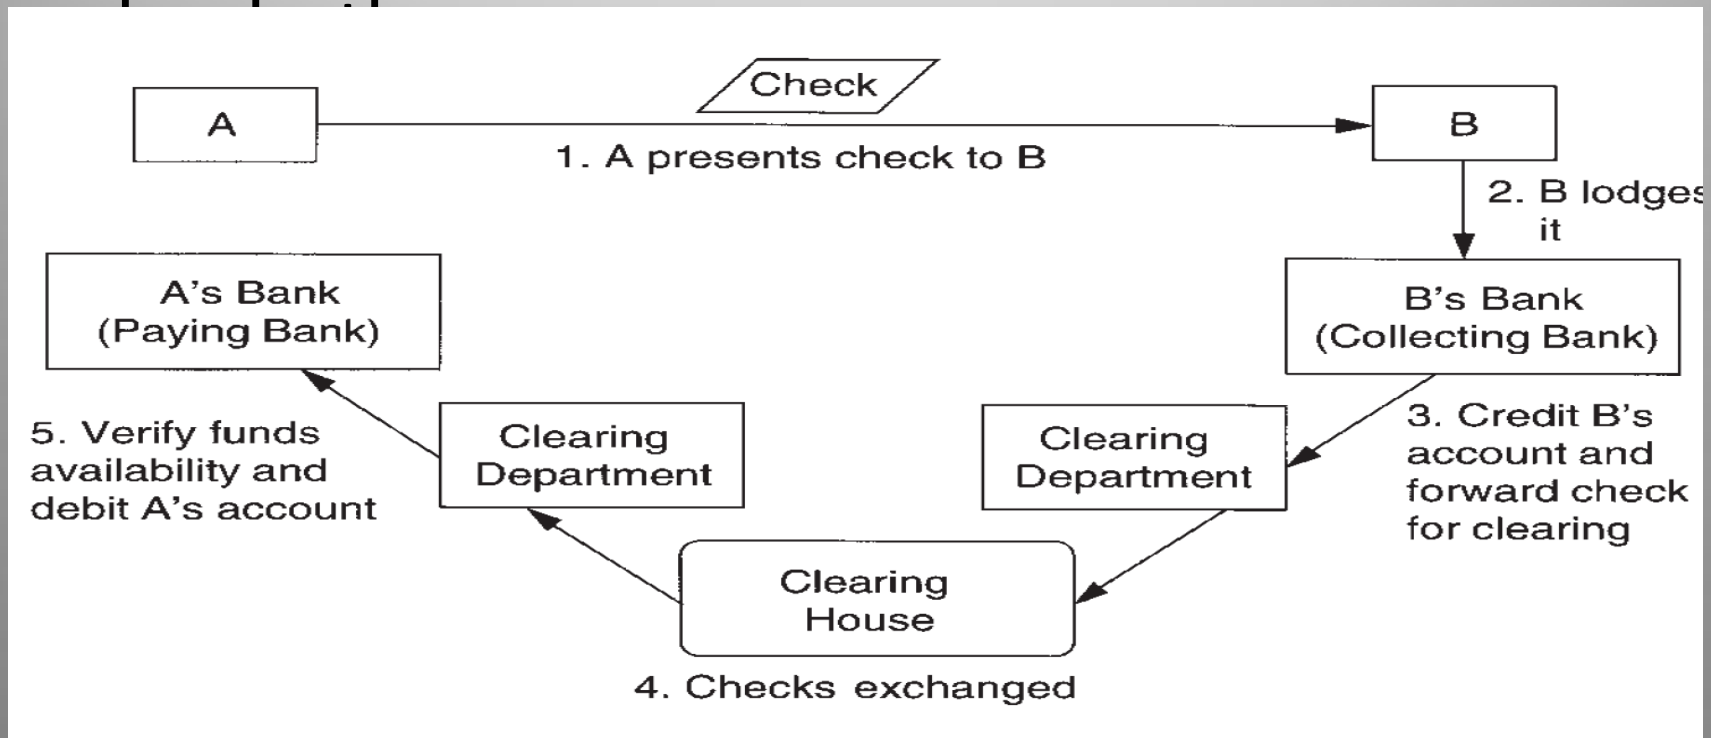 Check
A
B
1. A presents check to B
2. B lodges
it
A's Bank
(Paying Bank)
B's Bank
(Collecting Bank)
3. Credit B's
account and
forward check
for clearing
Clearing
Department
Clearing
House
4. Checks exchanged
Clearing
Department
5. Verify funds
availability and
debit A's account